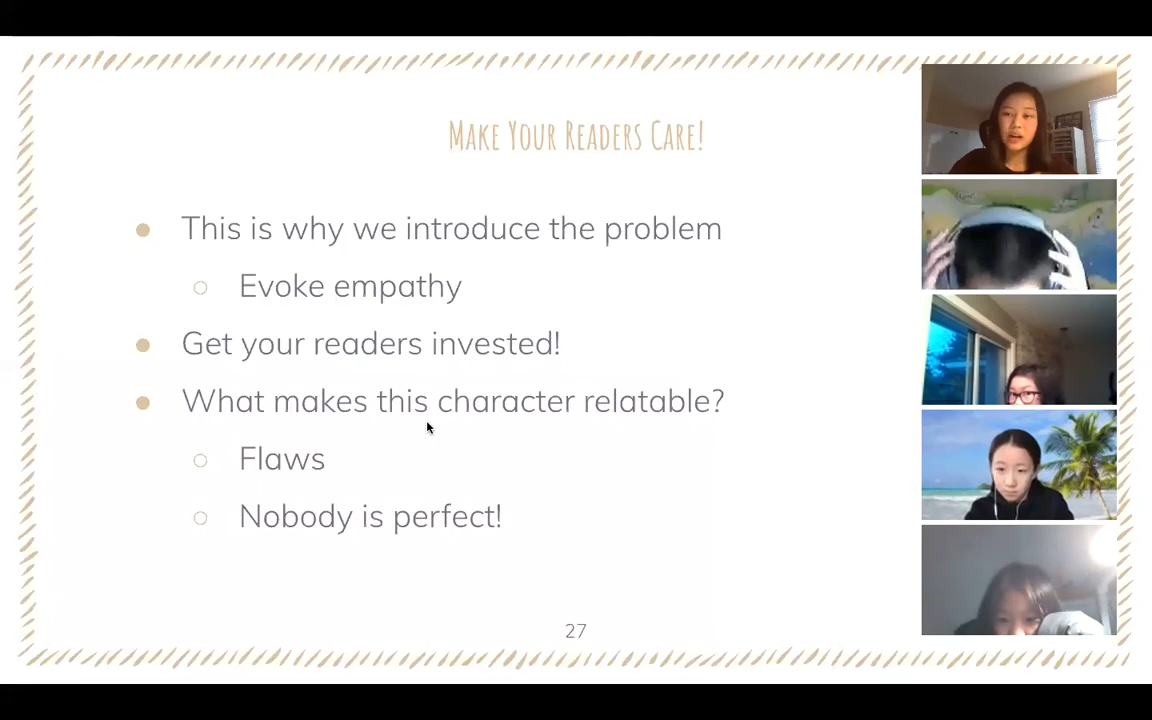 Make Your Readers Care!
This is why we introduce the problem
Evoke empathy
Get your readers invested!
What makes this character relatable?
Flaws
Nobody is perfect!
27